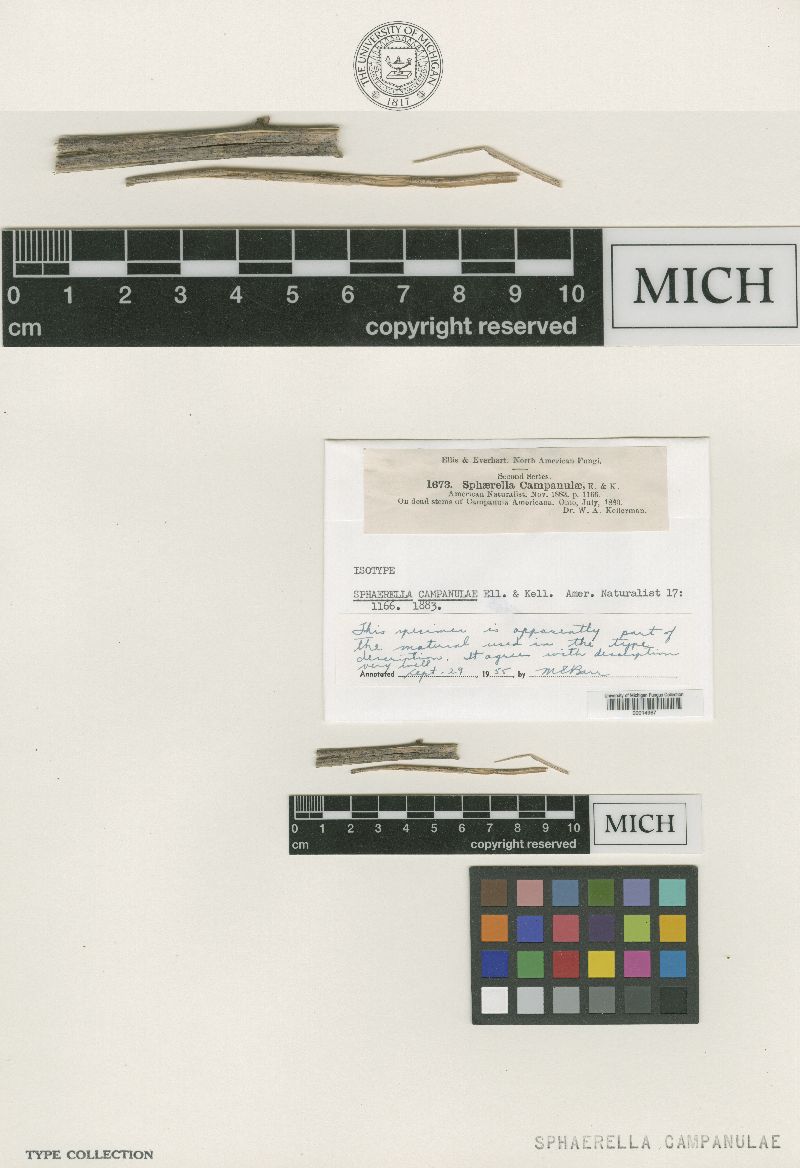 THE UNIVERSITY OF MICHIGAN
1817
0 1 2 3 4 5 6 7 8 9 10
cm
copyright reserved
MICH
Ellis & Everhart. North American Fungi.
Second Series.
1673. Sphærella Campanulæ, E. & K.
American Naturalist. Nov. 1883. p. 1166.
On dead stems of Campanula Americana. Ohio, July, 1883.
Dr. W. A. Kellerman.
ISOTYPE
SPHAERELLA CAMPANULAE Ell. & Kell. Amer. Naturalist 17:
1166. 1883.
This specimen is apparently part of
the material used in the type
description. It agrees with description
very well
Annotated Sept. 29, 1955, by M E Barr
University of Michigan Fungus Collection
0 1 2 3 4 5 6 7 8 9 10
cm
copyright reserved
MICH
SPHAERELLA CAMPANULAE
TYPE COLLECTION